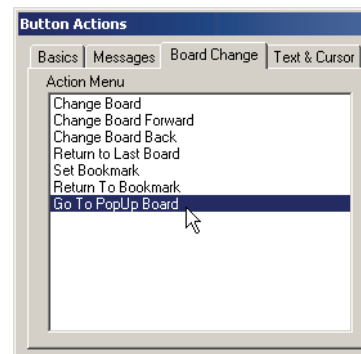 Button Actions
Basics Messages Board Change Text & Cursor
Action Menu
Change Board
Change Board Forward
Change Board Back
Return to Last Board
Set Bookmark
Return To Bookmark
Go To PopUp Board